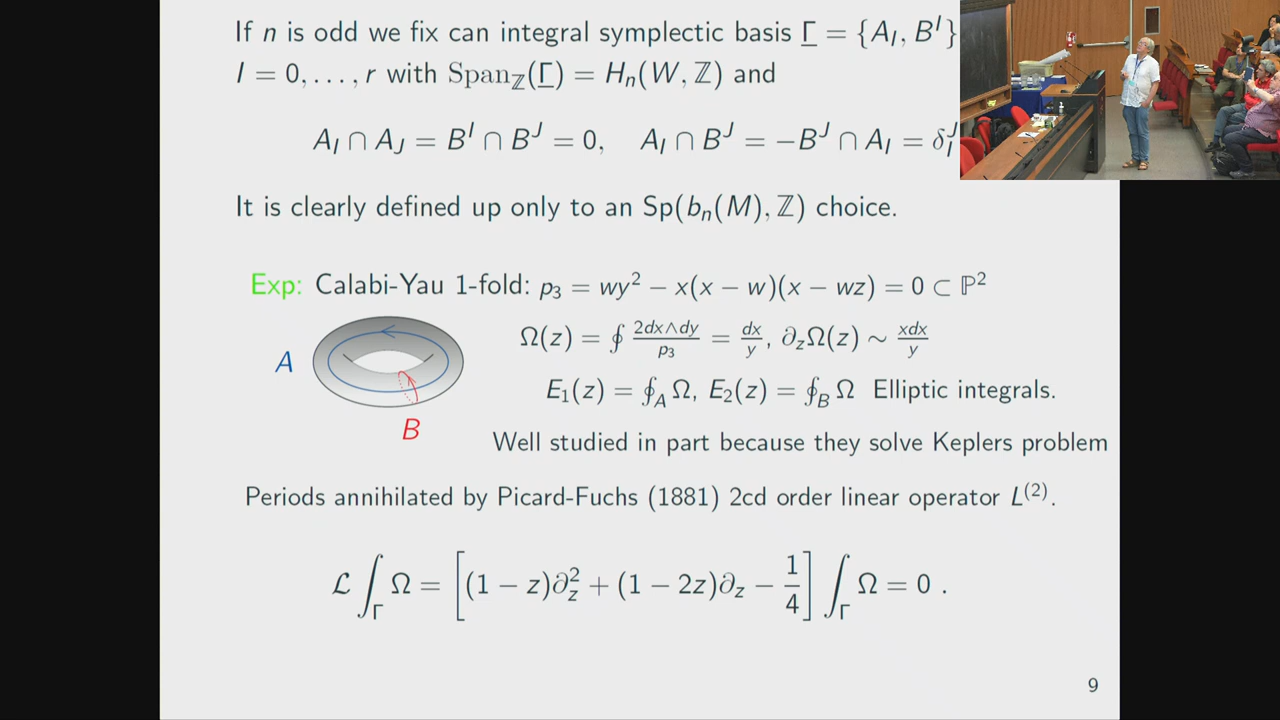 If n is odd we fix can integral symplectic basis Γ = {A_I, B^I}
I = 0, . . . , r with Span_ℤ(Γ) = H_n(W, ℤ) and
A_I ∩ A_J = B^I ∩ B^J = 0, A_I ∩ B^J = −B^J ∩ A_I = δ_I^J
It is clearly defined up only to an Sp(b_n(M), ℤ) choice.
Exp: Calabi-Yau 1-fold: p_3 = wy^2 − x(x − w)(x − wz) = 0 ⊂ ℙ^2
Ω(z) = ∮ 2dx∧dy/p_3 = dx/y, ∂_zΩ(z) ∼ xdx/y
A
E_1(z) = ∮_A Ω, E_2(z) = ∮_B Ω Elliptic integrals.
B
Well studied in part because they solve Keplers problem
Periods annihilated by Picard-Fuchs (1881) 2cd order linear operator L^(2).
ℒ ∫_Γ Ω = [(1 − z)∂_z^2 + (1 − 2z)∂_z − 1/4] ∫_Γ Ω = 0 .
9